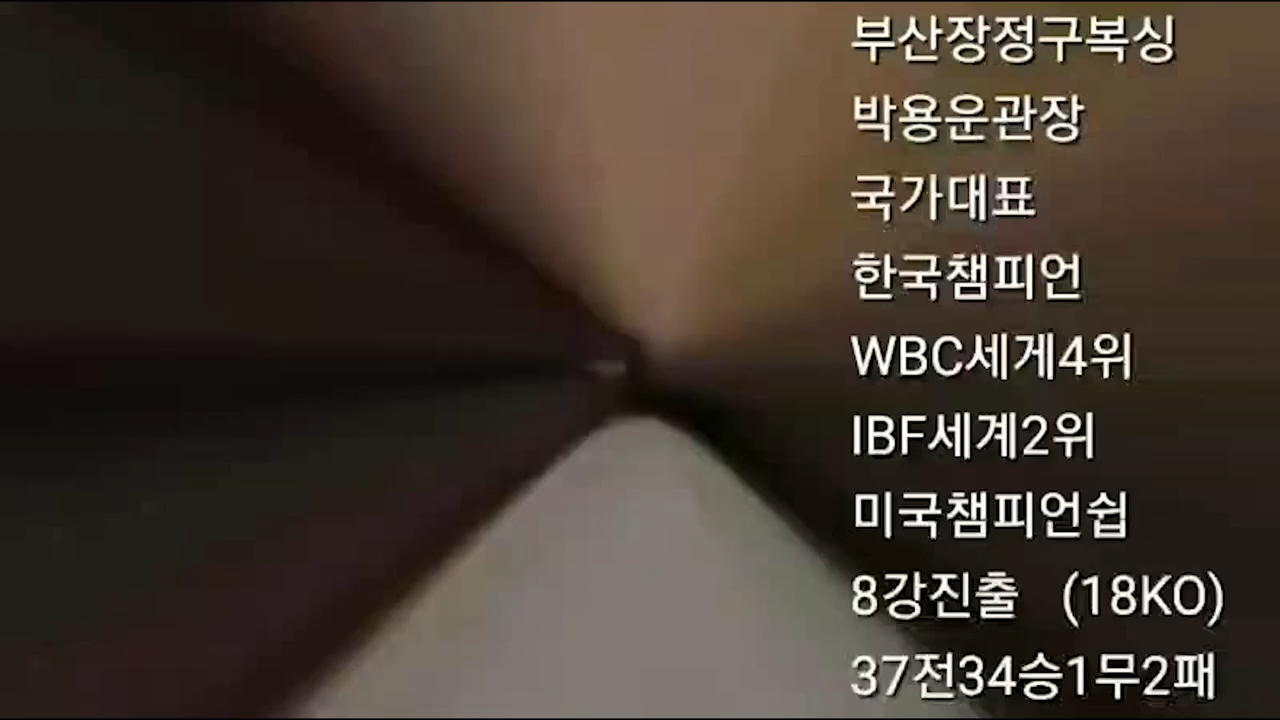 부산장정구복싱
박용운관장
국가대표
한국챔피언
WBC세게4위
IBF세계2위
미국챔피언쉽
8강진출 (18KO)
37전34승1무2패